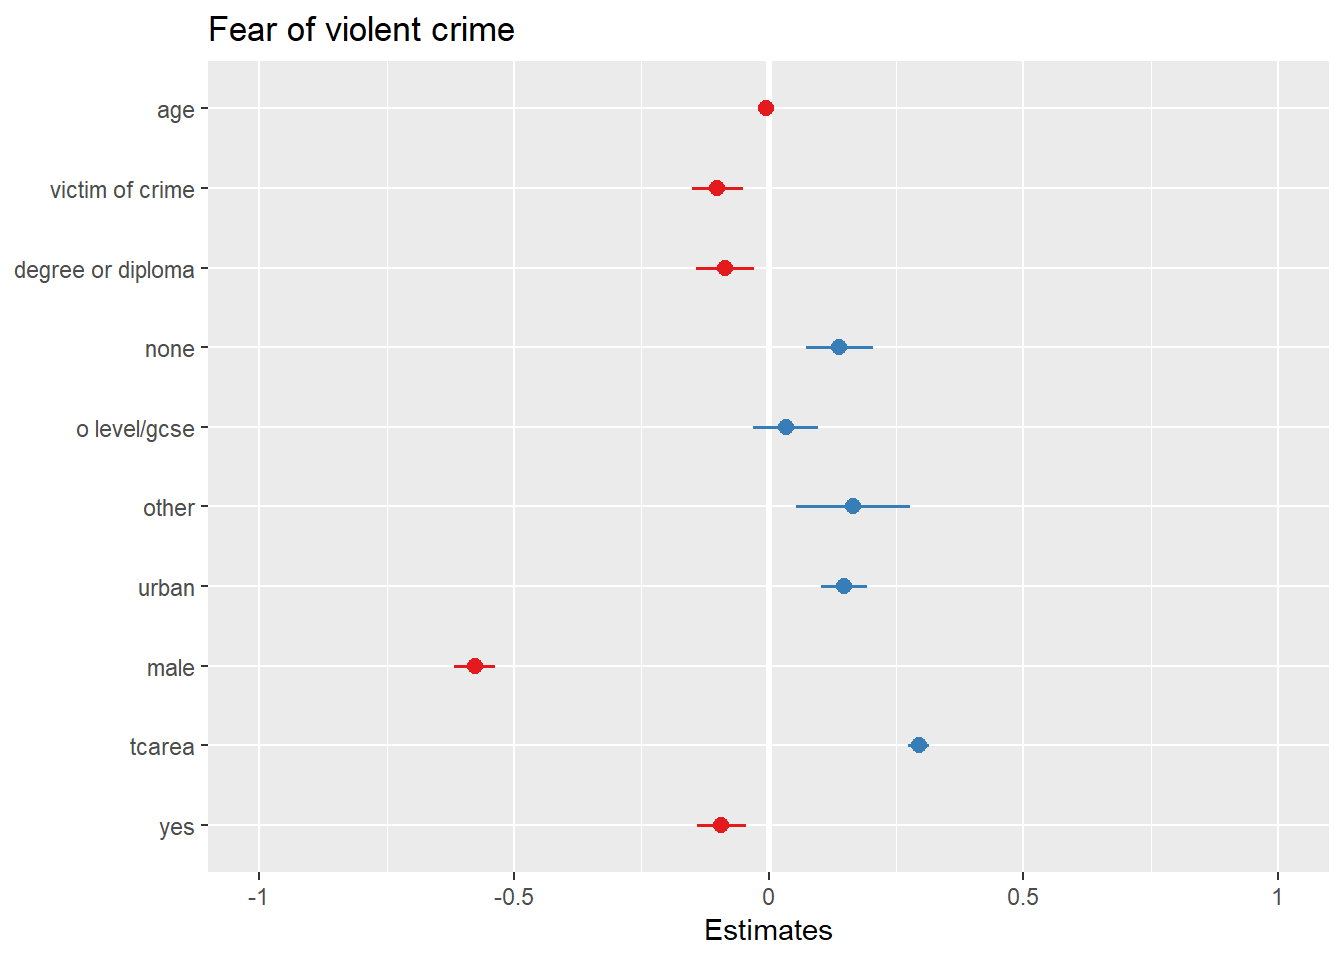 Fear of violent crime
age
victim of crime
degree or diploma
none
o level/gcse
other
urban
male
tcarea
yes
-1 -0.5 0 0.5 1
Estimates